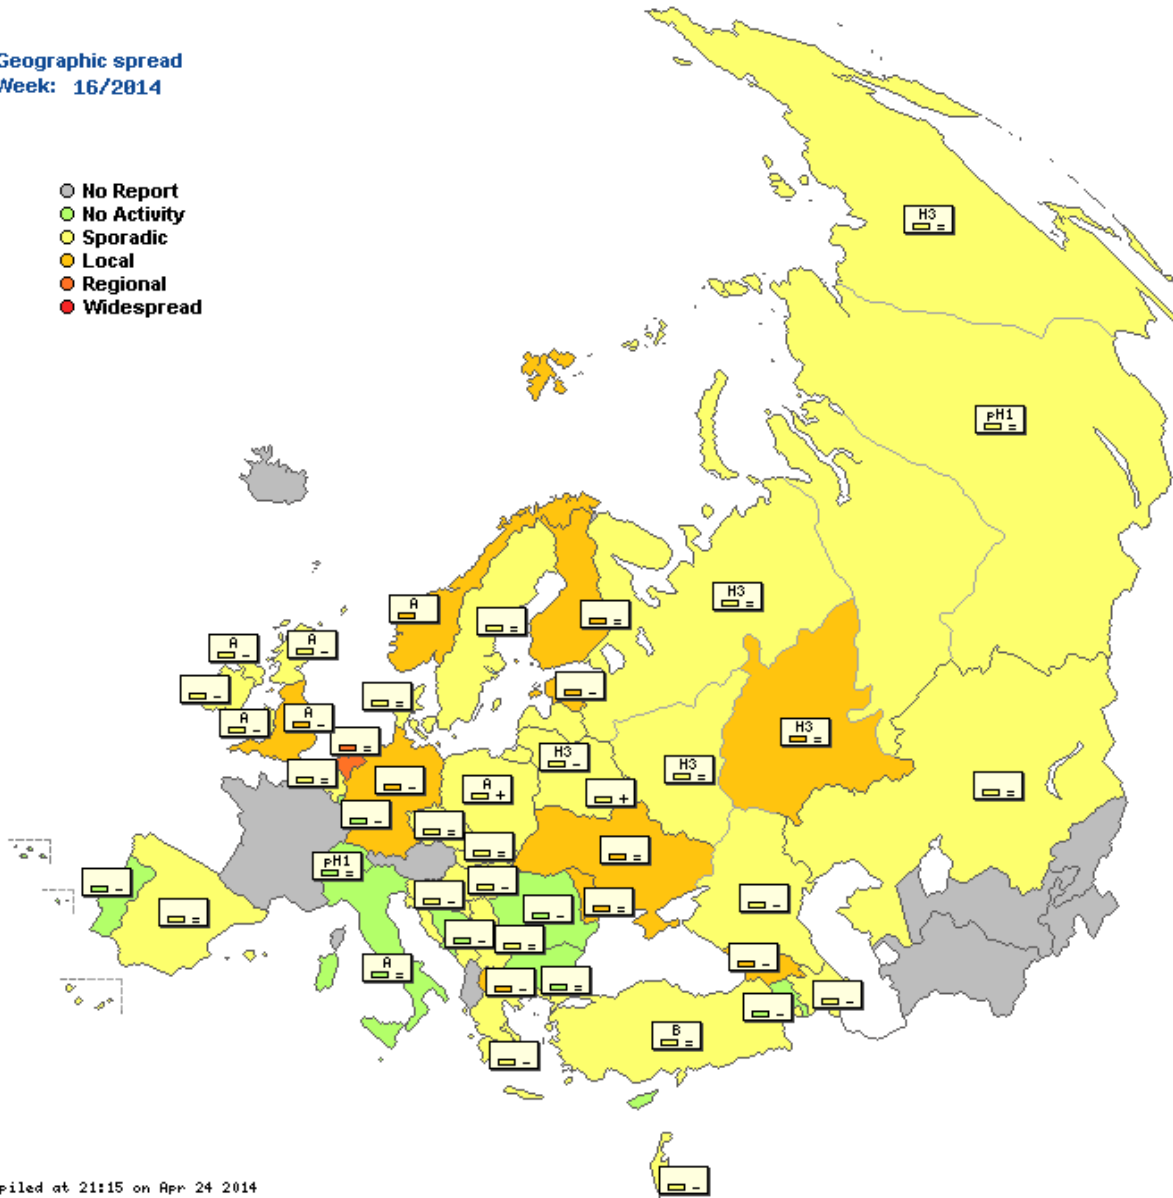 Geographic spread
Week: 16/2014
No Report
No Activity
Sporadic
Local
Regional
Widespread
H3
=
pH1
=
H3
=
A
=
=
A
-
A
-
-
=
-
A
-
A
-
=
H3
=
=
H3
-
H3
=
=
-
A
+
+
=
-
=
=
=
pH1
=
-
-
-
=
-
=
-
-
=
-
A
=
-
=
-
-
B
=
-
-
piled at 21:15 on Apr 24 2014